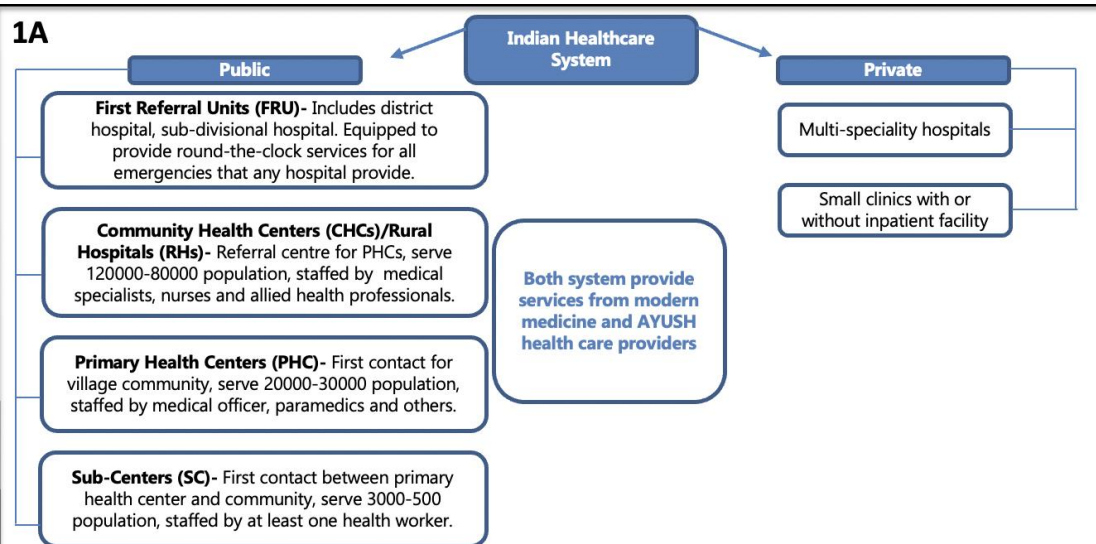 1A
Indian Healthcare
System
Public
Private
First Referral Units (FRU)- Includes district
hospital, sub-divisional hospital. Equipped to
provide round-the-clock services for all
emergencies that any hospital provide.
Community Health Centers (CHCs)/Rural
Hospitals (RHs)- Referral centre for PHCs, serve
120000-80000 population, staffed by medical
specialists, nurses and allied health professionals.
Primary Health Centers (PHC)- First contact for
village community, serve 20000-30000 population,
staffed by medical officer, paramedics and others.
Sub-Centers (SC)- First contact between primary
health center and community, serve 3000-500
population, staffed by at least one health worker.
Both system provide
services from modern
medicine and AYUSH
health care providers
Multi-speciality hospitals
Small clinics with or
without inpatient facility